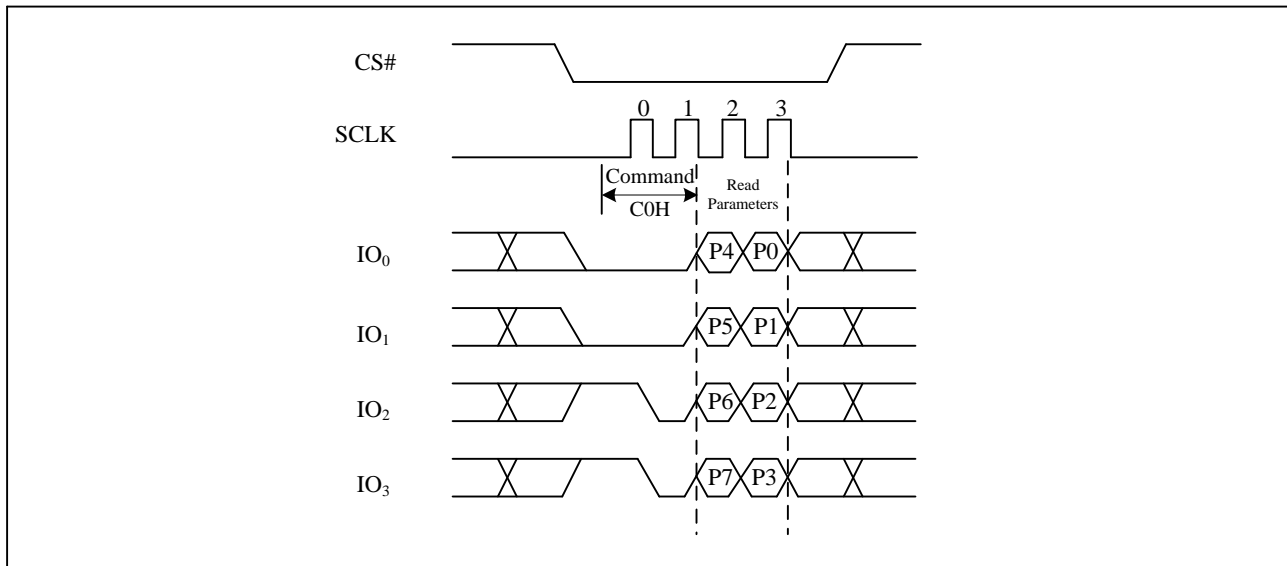 CS#
0 1 2 3
SCLK
Command
C0H
Read
Parameters
IO0 P4 P0
IO1 P5 P1
IO2 P6 P2
IO3 P7 P3